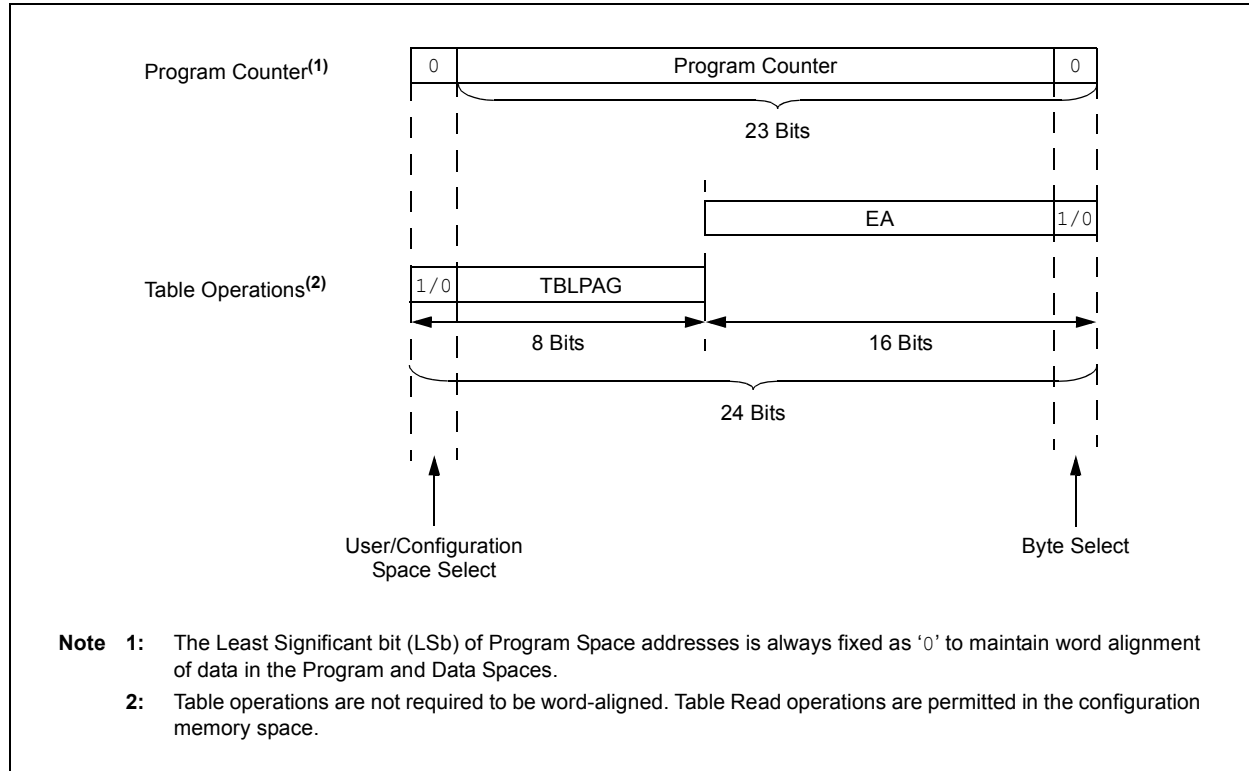 Program Counter(1)
0
Program Counter
0
23 Bits
EA
1/0
Table Operations(2)
1/0
TBLPAG
8 Bits
16 Bits
24 Bits
User/Configuration
Space Select
Byte Select
Note 1: The Least Significant bit (LSb) of Program Space addresses is always fixed as ‘0’ to maintain word alignment
of data in the Program and Data Spaces.
2: Table operations are not required to be word-aligned. Table Read operations are permitted in the configuration
memory space.